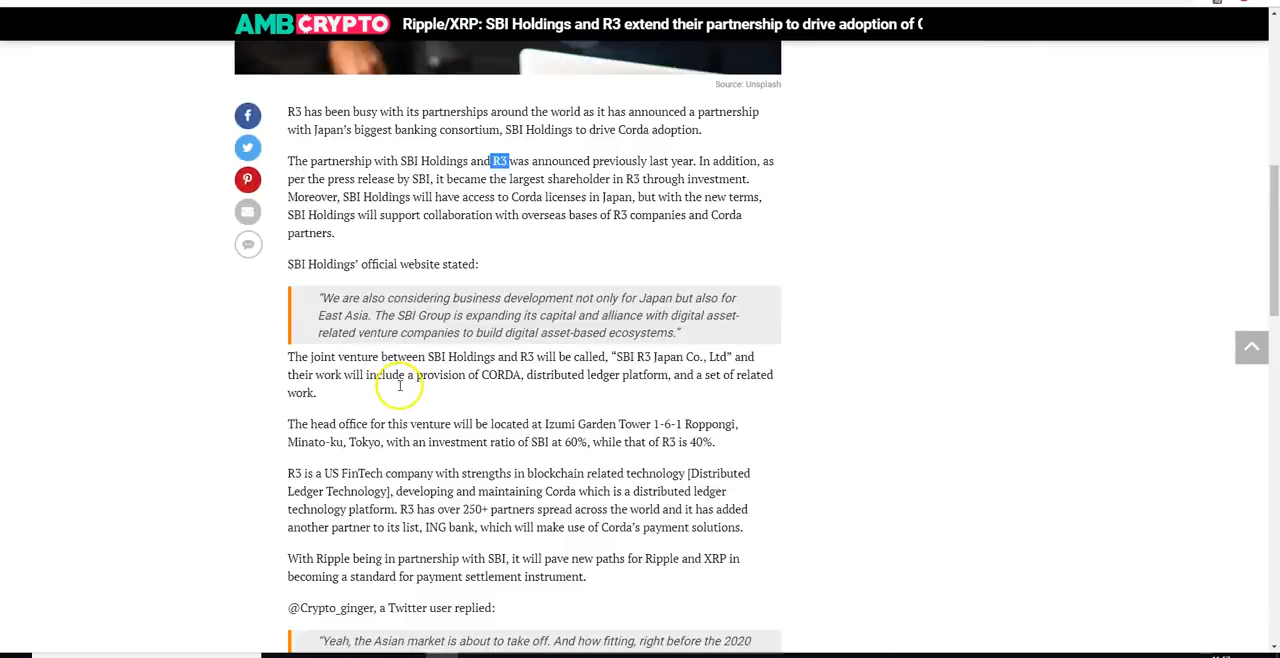 AMBCRYPTO Ripple/XRP: SBI Holdings and R3 extend their partnership to drive adoption of
Source: Unsplash
R3 has been busy with its partnerships around the world as it has announced a partnership
with Japan’s biggest banking consortium, SBI Holdings to drive Corda adoption.
The partnership with SBI Holdings and R3 was announced previously last year. In addition, as
per the press release by SBI, it became the largest shareholder in R3 through investment.
Moreover, SBI Holdings will have access to Corda licenses in Japan, but with the new terms,
SBI Holdings will support collaboration with overseas bases of R3 companies and Corda
partners.
SBI Holdings’ official website stated:
“We are also considering business development not only for Japan but also for
East Asia. The SBI Group is expanding its capital and alliance with digital asset-
related venture companies to build digital asset-based ecosystems.”
The joint venture between SBI Holdings and R3 will be called, “SBI R3 Japan Co., Ltd” and
their work will include a provision of CORDA, distributed ledger platform, and a set of related
work.
The head office for this venture will be located at Izumi Garden Tower 1-6-1 Roppongi,
Minato-ku, Tokyo, with an investment ratio of SBI at 60%, while that of R3 is 40%.
R3 is a US FinTech company with strengths in blockchain related technology [Distributed
Ledger Technology], developing and maintaining Corda which is a distributed ledger
technology platform. R3 has over 250+ partners spread across the world and it has added
another partner to its list, ING bank, which will make use of Corda’s payment solutions.
With Ripple being in partnership with SBI, it will pave new paths for Ripple and XRP in
becoming a standard for payment settlement instrument.
@Crypto_ginger, a Twitter user replied:
“Yeah, the Asian market is about to take off. And how fitting, right before the 2020